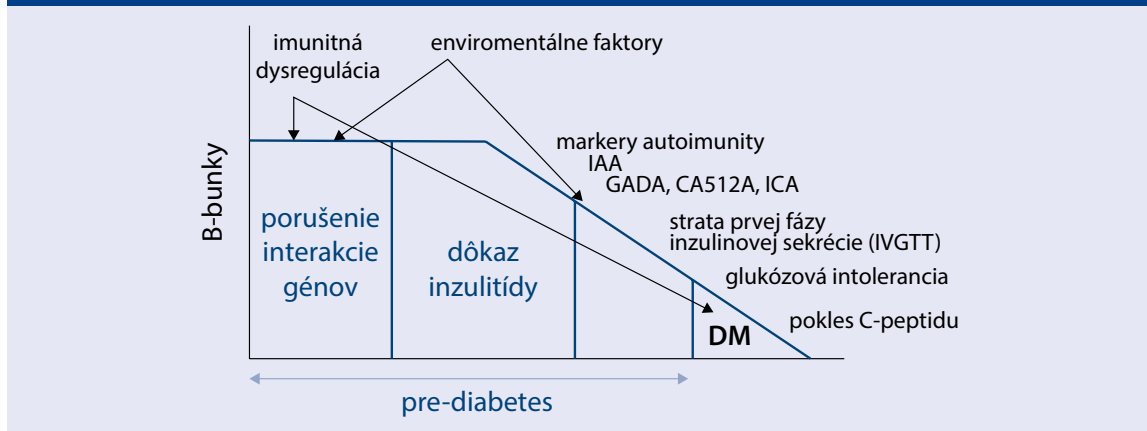 imunitná
dysregulácia
enviromentálne faktory
markery autoimunity
IAA
GADA, CA512A, ICA
strata prvej fázy
inzulinovej sekrécie (IVGTT)
glukózová intolerancia
pokles C-peptidu
B-bunky
porušenie
interakcie
génov
dôkaz
inzulitídy
DM
pre-diabetes